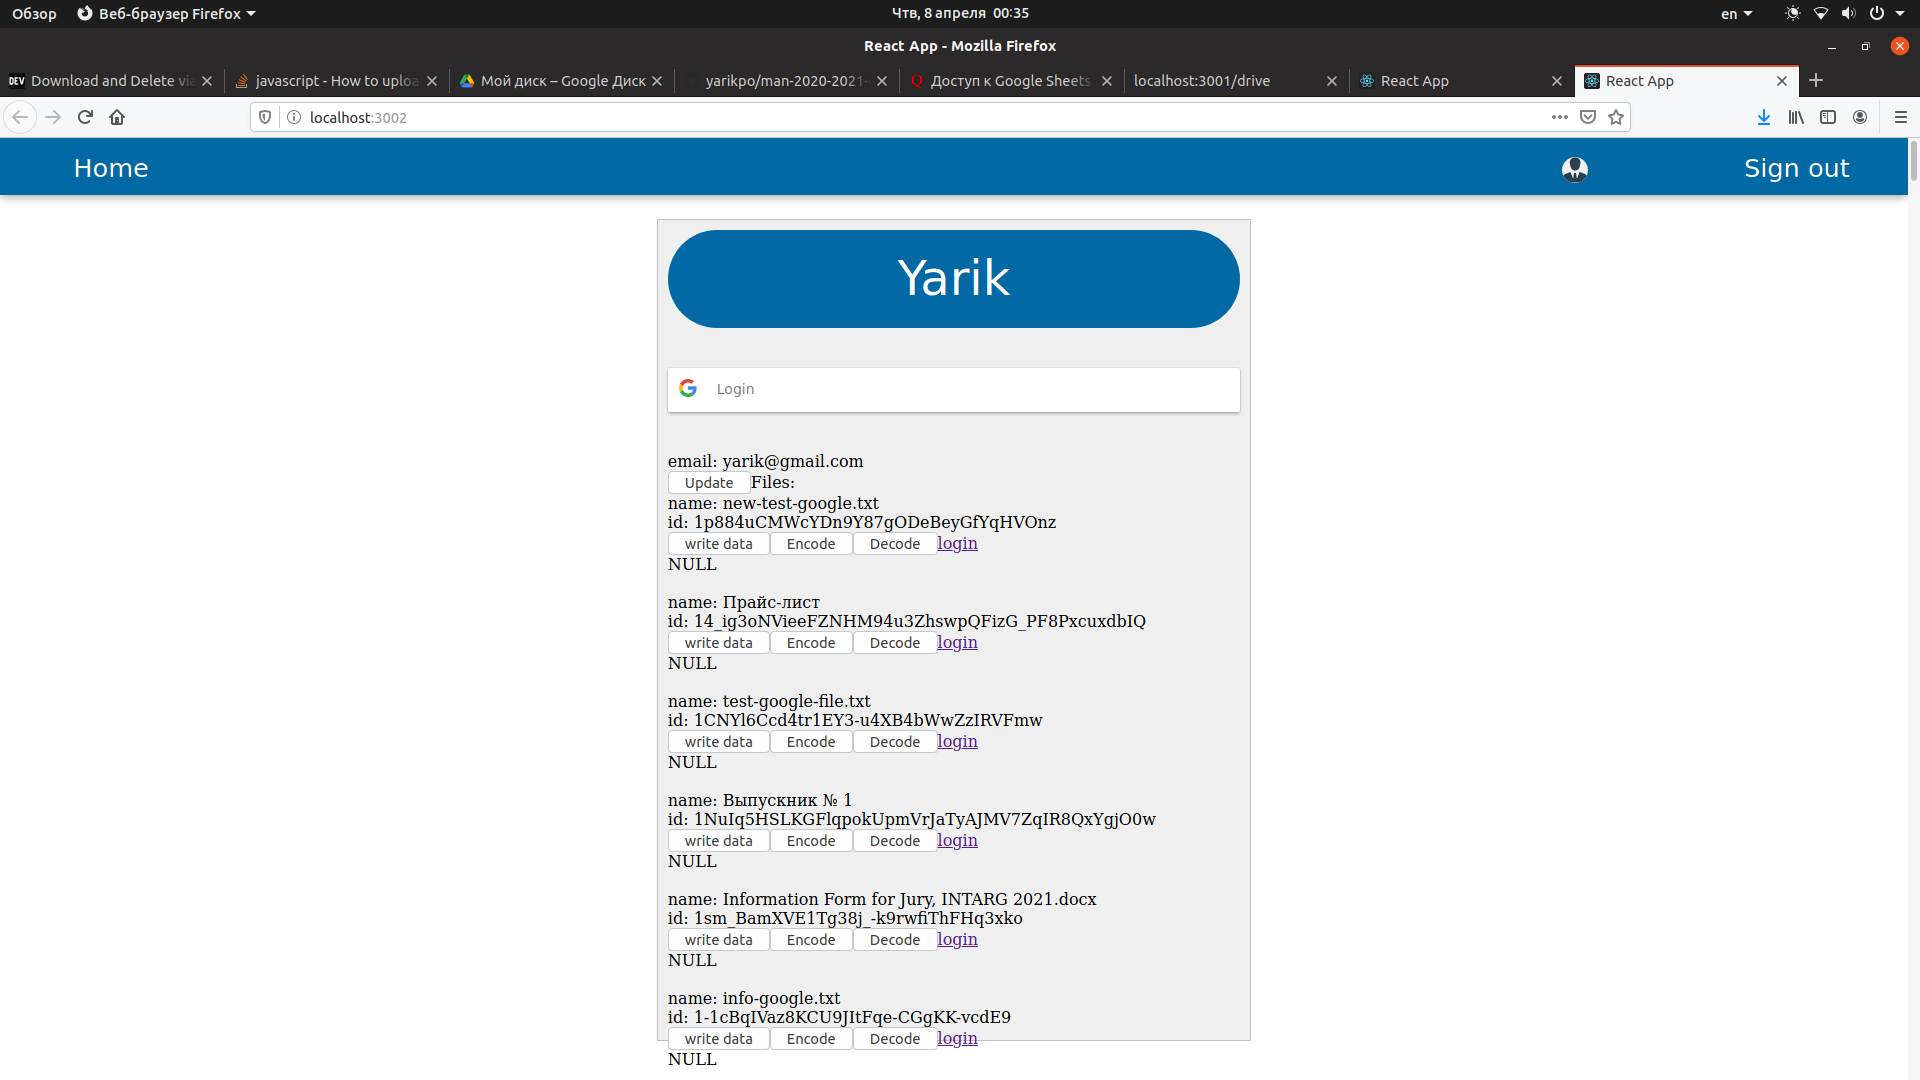 Обзор Веб-браузер Firefox Чтв, 8 апреля 00:35 en
React App - Mozilla Firefox
DEV Download and Delete via javascript - How to uploa Мой диск – Google Диск yarikpo/man-2020-2021- Доступ к Google Sheets localhost:3001/drive React App React App
localhost:3002
Home Sign out
Yarik
Login
email: yarik@gmail.com
Update Files:
name: new-test-google.txt
id: 1p884uCMWcYDn9Y87gODeBeyGfYqHVOnz
write data Encode Decode login
NULL
name: Прайс-лист
id: 14_ig3oNVieeFZNHM94u3ZhswpQFizG_PF8PxcuxdbIQ
write data Encode Decode login
NULL
name: test-google-file.txt
id: 1CNYl6Ccd4tr1EY3-u4XB4bWwZzIRVFmw
write data Encode Decode login
NULL
name: Выпускник № 1
id: 1NuIq5HSLKGFlqpokUpmVrJaTyAJMV7ZqIR8QxYgjO0w
write data Encode Decode login
NULL
name: Information Form for Jury, INTARG 2021.docx
id: 1sm_BamXVE1Tg38j_-k9rwfiThFHq3xko
write data Encode Decode login
NULL
name: info-google.txt
id: 1-1cBqIVaz8KCU9JItFqe-CGgKK-vcdE9
write data Encode Decode login
NULL